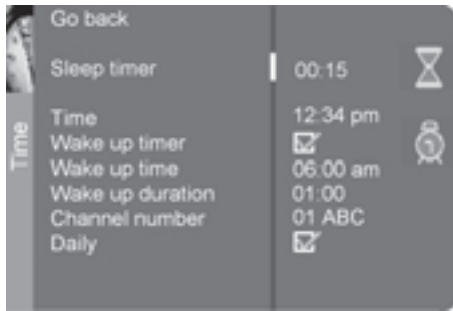 Go back
Sleep timer 00:15
Time 12:34 pm
Wake up timer
Wake up time 06:00 am
Wake up duration 01:00
Channel number 01 ABC
Daily
Time